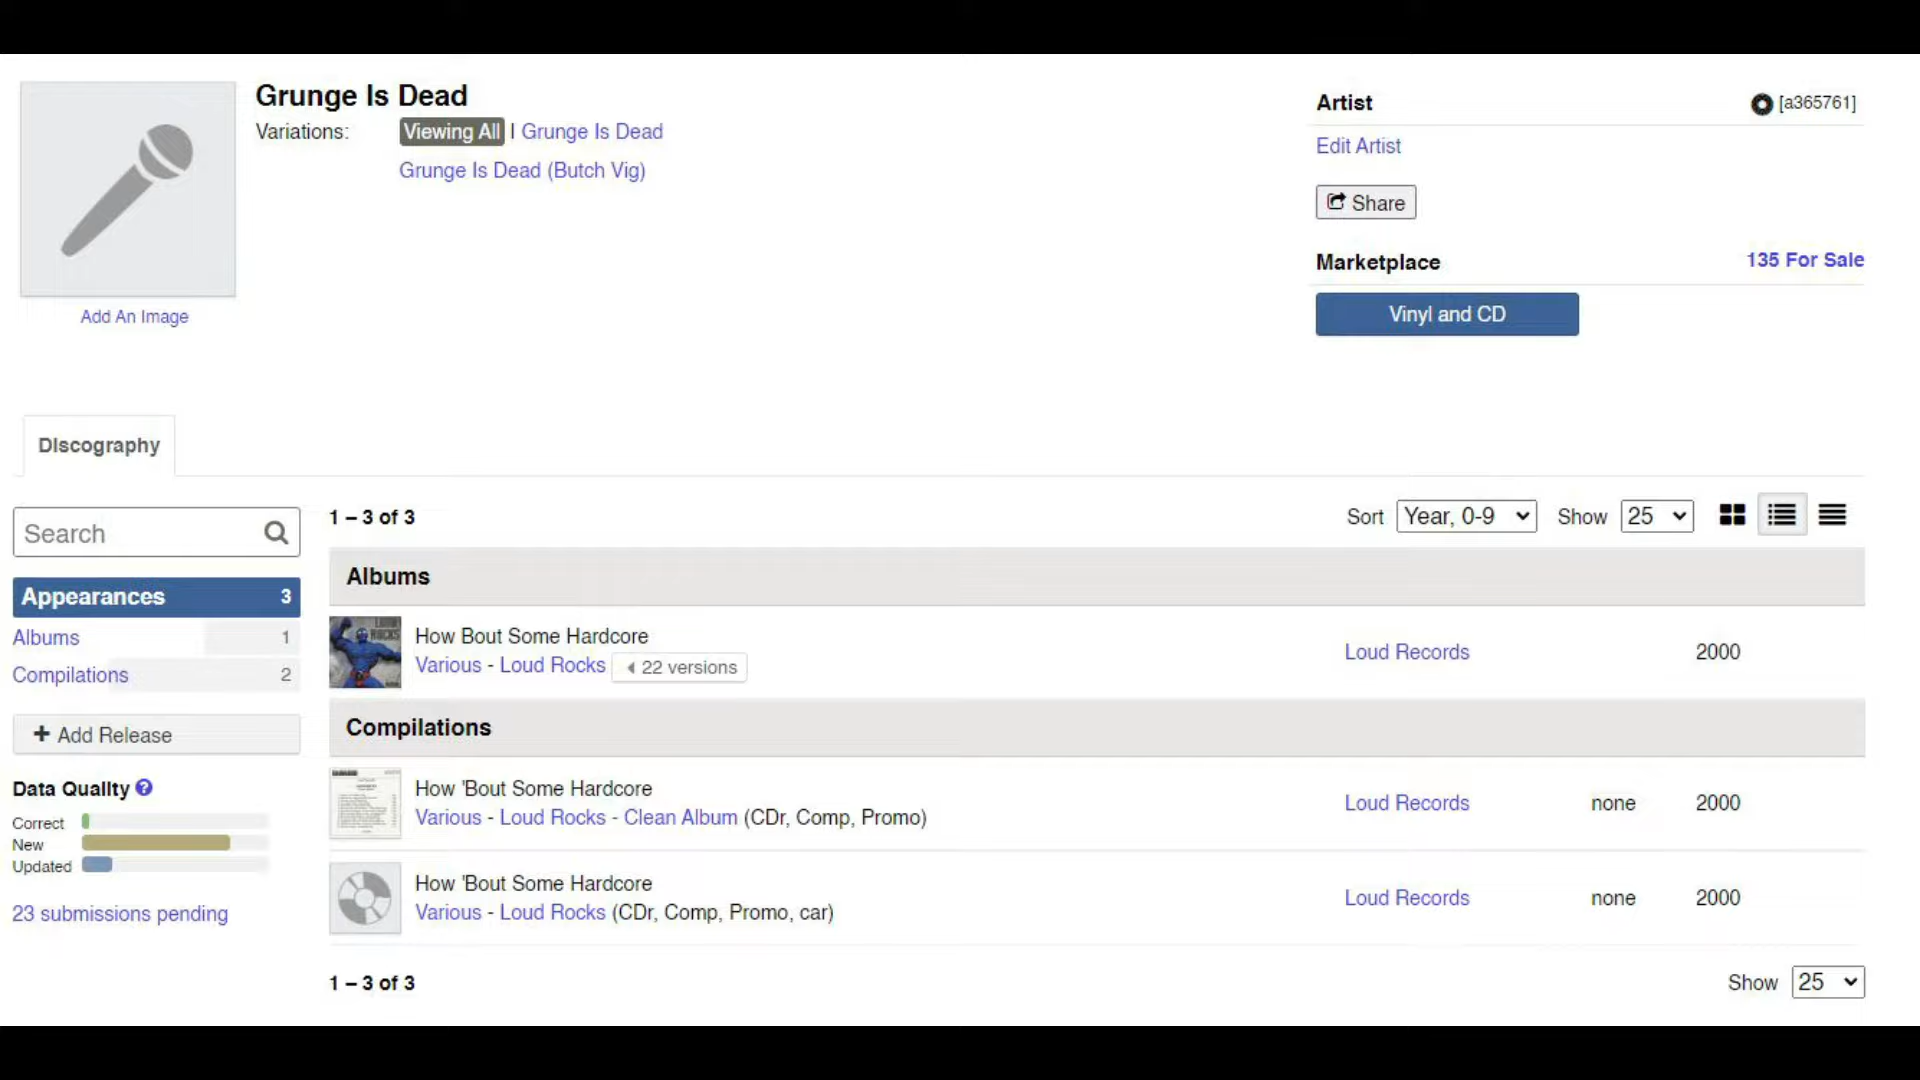 Grunge Is Dead
Variations: Viewing All | Grunge Is Dead
Grunge Is Dead (Butch Vig)
Add An Image
Artist [a365761]
Edit Artist
Share
Marketplace 135 For Sale
Vinyl and CD
Discography
Search
Appearances 3
Albums 1
Compilations 2
+ Add Release
Data Quality ?
Correct
New
Updated
23 submissions pending
1 – 3 of 3 Sort Year, 0-9 Show 25
Albums
How Bout Some Hardcore
Various - Loud Rocks 22 versions Loud Records 2000
Compilations
How 'Bout Some Hardcore
Various - Loud Rocks - Clean Album (CDr, Comp, Promo) Loud Records none 2000
How 'Bout Some Hardcore
Various - Loud Rocks (CDr, Comp, Promo, car) Loud Records none 2000
1 – 3 of 3 Show 25